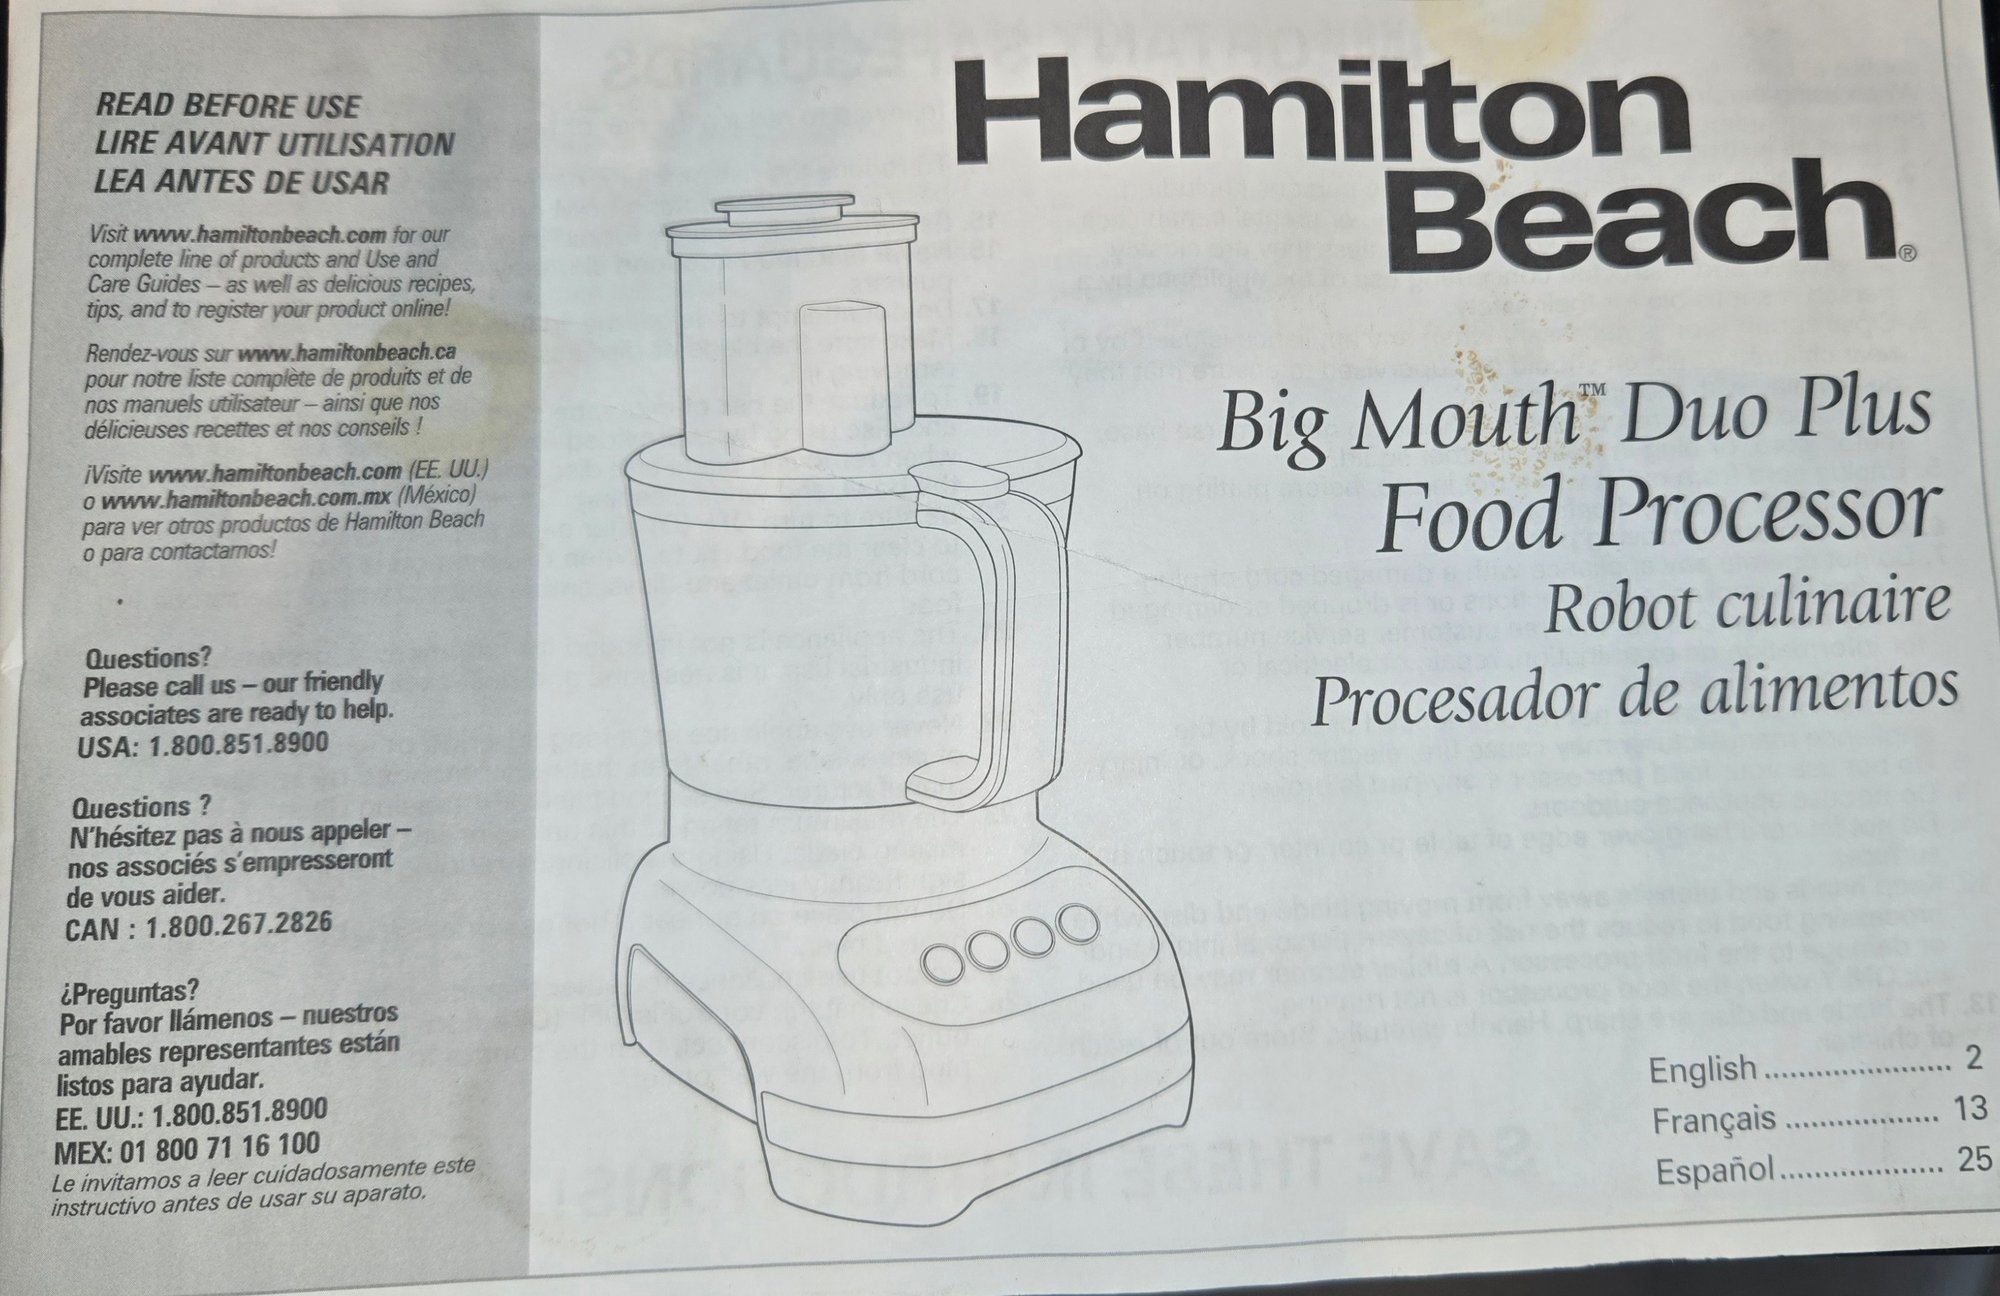 READ BEFORE USE
LIRE AVANT UTILISATION
LEA ANTES DE USAR
Visit www.hamiltonbeach.com for our
complete line of products and Use and
Care Guides – as well as delicious recipes,
tips, and to register your product online!
Rendez-vous sur www.hamiltonbeach.ca
pour notre liste complète de produits et de
nos manuels utilisateur – ainsi que nos
délicieuses recettes et nos conseils !
¡Visite www.hamiltonbeach.com (EE. UU.)
o www.hamiltonbeach.com.mx (México)
para ver otros productos de Hamilton Beach
o para contactarnos!
Questions?
Please call us – our friendly
associates are ready to help.
USA: 1.800.851.8900
Questions ?
N'hésitez pas à nous appeler –
nos associés s'empresseront
de vous aider.
CAN : 1.800.267.2826
¿Preguntas?
Por favor llámenos – nuestros
amables representantes están
listos para ayudar.
EE. UU.: 1.800.851.8900
MEX: 01 800 71 16 100
Le invitamos a leer cuidadosamente este
instructivo antes de usar su aparato.
Hamilton
Beach®
Big Mouth™ Duo Plus
Food Processor
Robot culinaire
Procesador de alimentos
English ...................... 2
Français .................. 13
Español................... 25